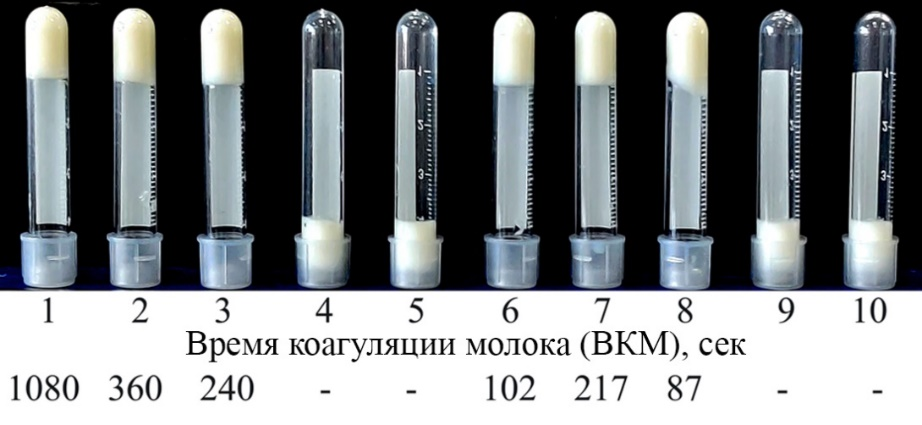 1 2 3 4 5 6 7 8 9 10
Время коагуляции молока (ВКМ), сек
1080 360 240 - - 102 217 87 - -